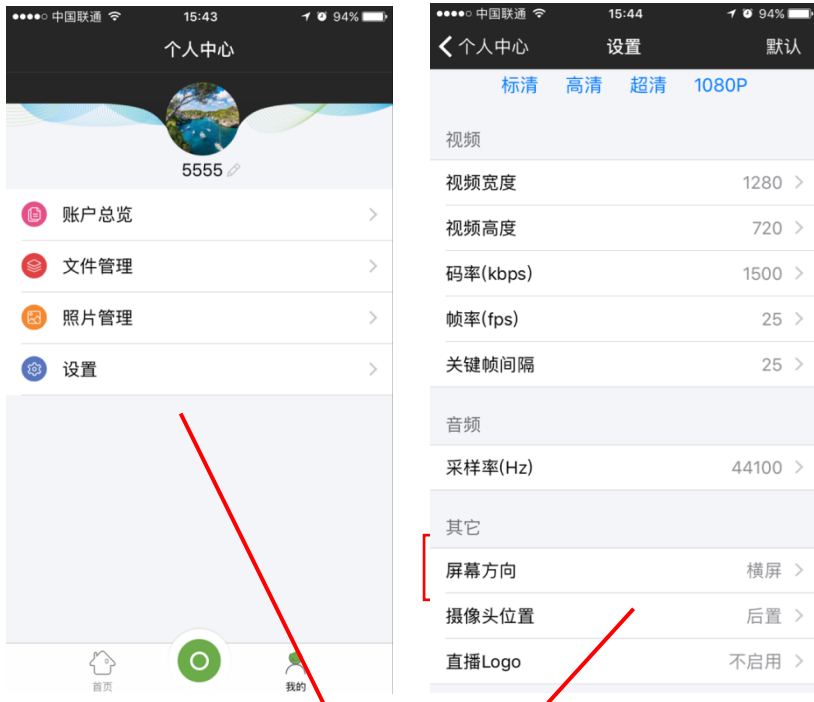 中国联通 15:43 94%
个人中心
5555
账户总览
文件管理
照片管理
设置
首页
我的
中国联通 15:44 94%
个人中心 设置 默认
标清 高清 超清 1080P
视频
视频宽度 1280
视频高度 720
码率(kbps) 1500
帧率(fps) 25
关键帧间隔 25
音频
采样率(Hz) 44100
其它
屏幕方向 横屏
摄像头位置 后置
直播Logo 不启用